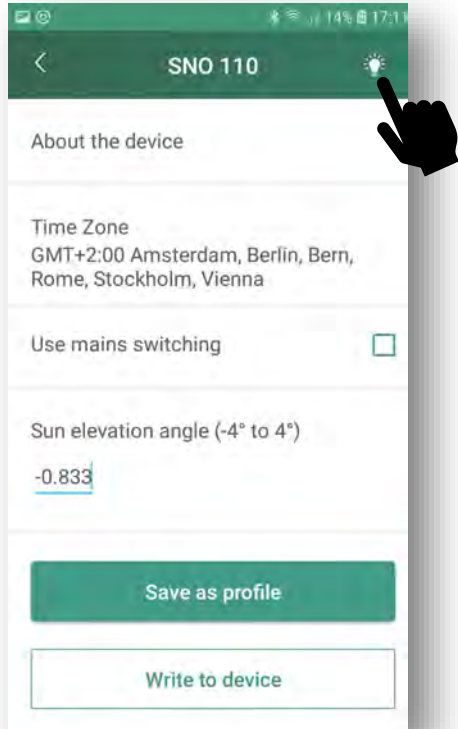 14% 17:11
SNO 110
About the device
Time Zone
GMT+2:00 Amsterdam, Berlin, Bern,
Rome, Stockholm, Vienna
Use mains switching
Sun elevation angle (-4° to 4°)
-0.833
Save as profile
Write to device